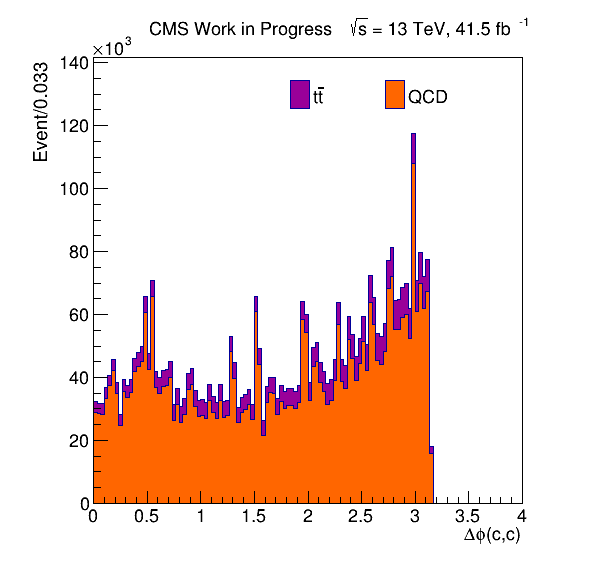 CMS Work in Progress √s = 13 TeV, 41.5 fb⁻¹
×10³
Event/0.033
tt̅ QCD
140
120
100
80
60
40
20
0
0 0.5 1 1.5 2 2.5 3 3.5 4
Δϕ(c,c)